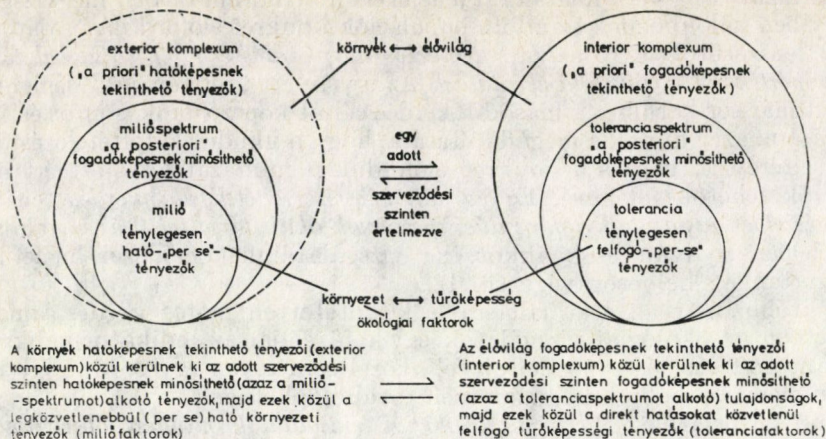 exterior komplexum
(„a priori” hatóképesnek
tekinthető tényezők)
miliőspektrum
„a posteriori”
fogadóképesnek minősíthető
tényezők
milió
ténylegesen
ható-„per se”-
tényezők
környék ⟷ élővilág
egy
adott
szerveződési
szinten
értelmezve
környezet ⟷ tűrőképesség
ökológiai faktorok
interior komplexum
(„a priori” fogadóképesnek
tekinthető tényezők)
toleranciaspektrum
„a posteriori”
fogadóképesnek minősíthető
tényezők
tolerancia
ténylegesen
felfogó-„per-se”
tényezők
A környék hatóképesnek tekinthető tényezői (exterior
komplexum) közül kerülnek ki az adott szerveződési
szinten hatóképesnek minősíthető (azaz a milió-
-spektrumot) alkotó tényezők, majd ezek közül a
legközvetlenebbül (per se) ható környezeti
tényezők (miliőfaktorok)
Az élővilág fogadóképesnek tekinthető tényezői
(interior komplexum) közül kerülnek ki az adott
szerveződési szinten fogadóképesnek minősíthető
(azaz a toleranciaspektrumot alkotó) tulajdonságok,
majd ezek közül a direkt hatásokat közvetlenül
felfogó tűrőképességi tényezők (toleranciafaktorok)